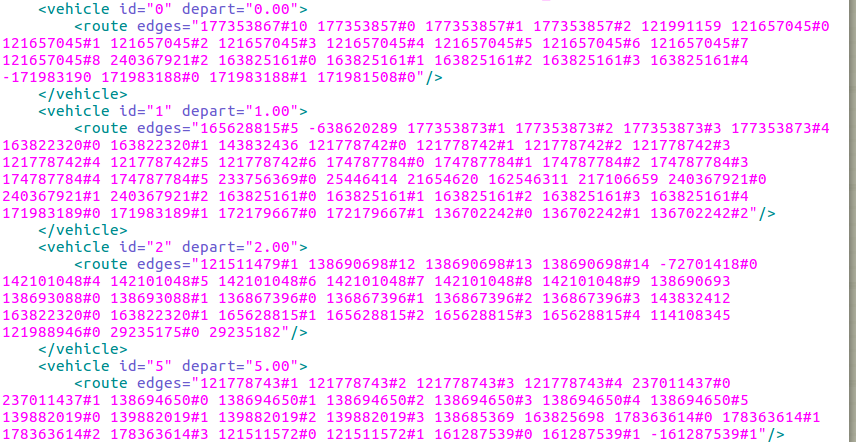 <vehicle id="0" depart="0.00">
<route edges="177353867#10 177353857#0 177353857#1 177353857#2 121991159 121657045#0
121657045#1 121657045#2 121657045#3 121657045#4 121657045#5 121657045#6 121657045#7
121657045#8 240367921#2 163825161#0 163825161#1 163825161#2 163825161#3 163825161#4
-171983190 171983188#0 171983188#1 171981508#0"/>
</vehicle>
<vehicle id="1" depart="1.00">
<route edges="165628815#5 -638620289 177353873#1 177353873#2 177353873#3 177353873#4
163822320#0 163822320#1 143832436 121778742#0 121778742#1 121778742#2 121778742#3
121778742#4 121778742#5 121778742#6 174787784#0 174787784#1 174787784#2 174787784#3
174787784#4 174787784#5 233756369#0 25446414 21654620 162546311 217106659 240367921#0
240367921#1 240367921#2 163825161#0 163825161#1 163825161#2 163825161#3 163825161#4
171983189#0 171983189#1 172179667#0 172179667#1 136702242#0 136702242#1 136702242#2"/>
</vehicle>
<vehicle id="2" depart="2.00">
<route edges="121511479#1 138690698#12 138690698#13 138690698#14 -72701418#0
142101048#4 142101048#5 142101048#6 142101048#7 142101048#8 142101048#9 138690693
138693088#0 138693088#1 136867396#0 136867396#1 136867396#2 136867396#3 143832412
163822320#0 163822320#1 165628815#1 165628815#2 165628815#3 165628815#4 114108345
121988946#0 29235175#0 29235182"/>
</vehicle>
<vehicle id="5" depart="5.00">
<route edges="121778743#1 121778743#2 121778743#3 121778743#4 237011437#0
237011437#1 138694650#0 138694650#1 138694650#2 138694650#3 138694650#4 138694650#5
139882019#0 139882019#1 139882019#2 139882019#3 138685369 163825698 178363614#0 178363614#1
178363614#2 178363614#3 121511572#0 121511572#1 161287539#0 161287539#1 -161287539#1"/>